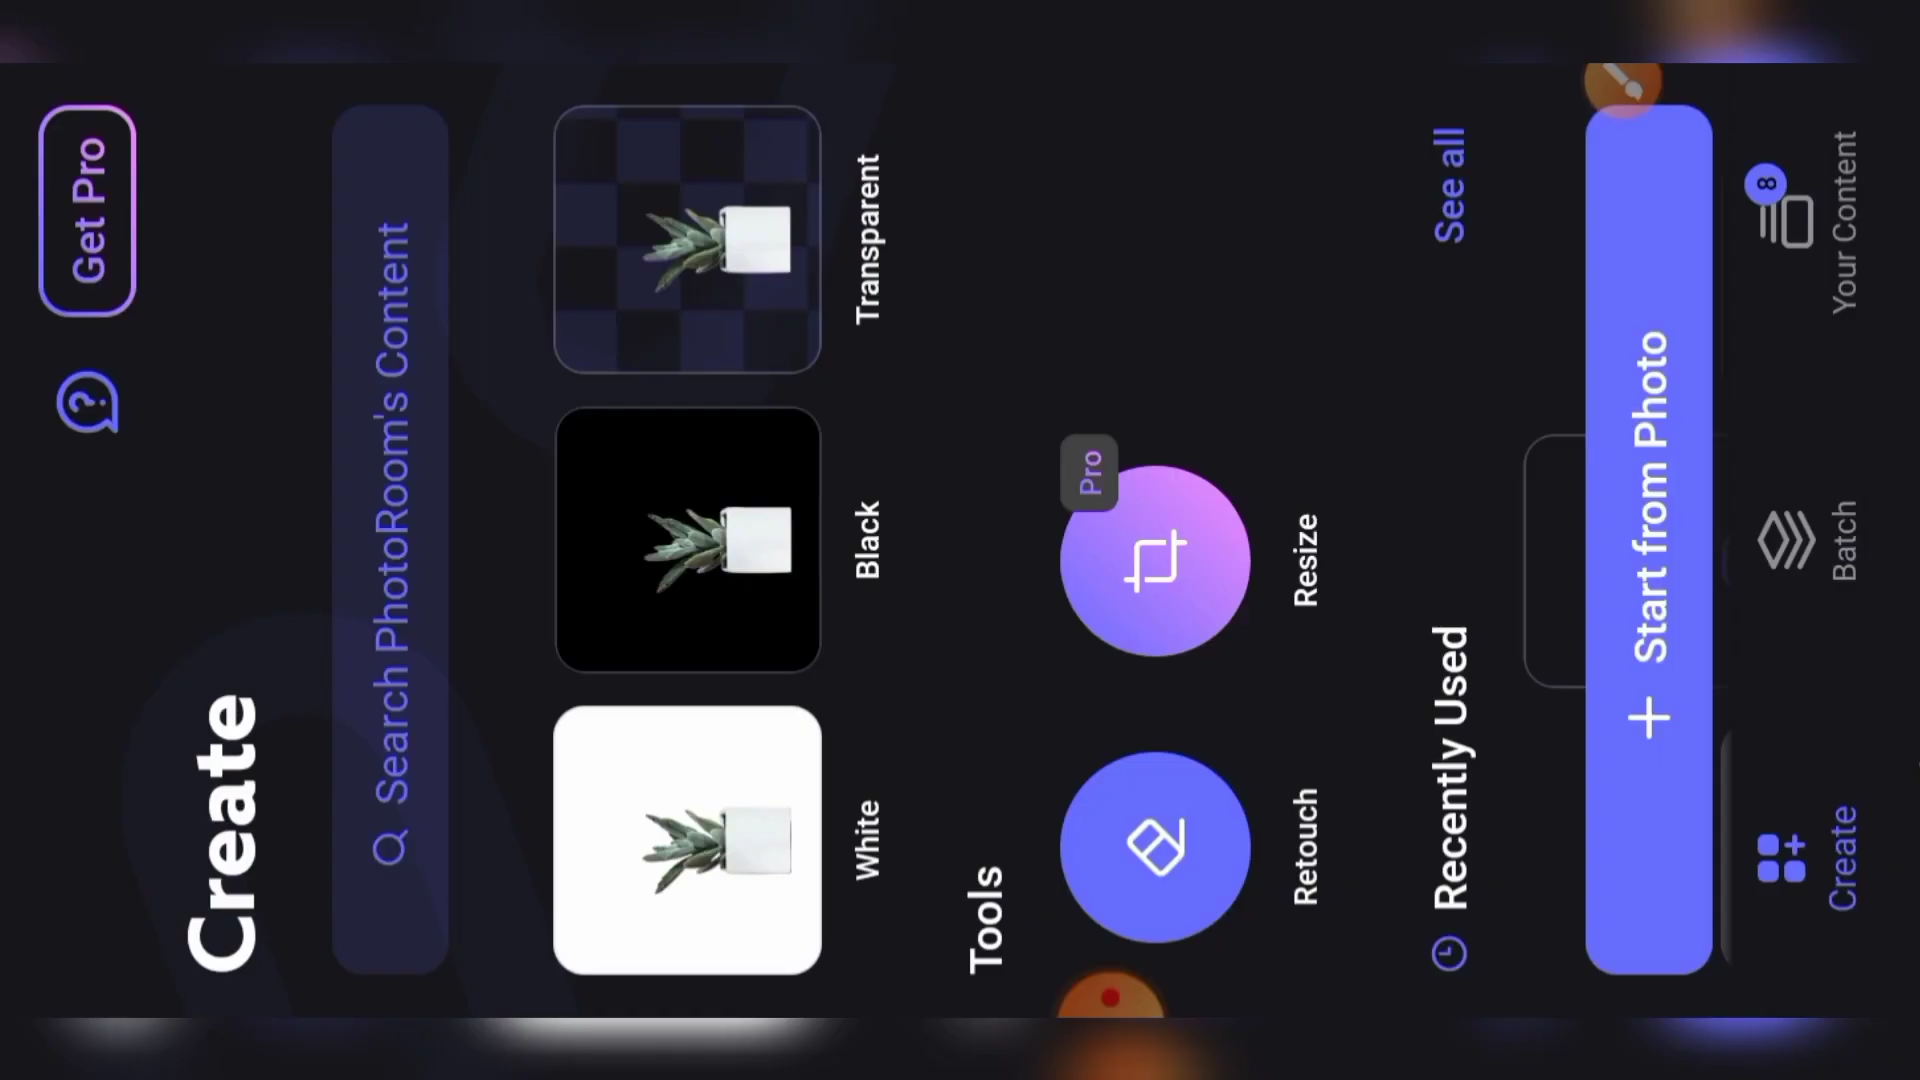 Get Pro
Create
Search PhotoRoom's Content
White
Black
Transparent
Tools
Pro
Retouch
Resize
Recently Used
See all
Start from Photo
8
Create
Batch
Your Content